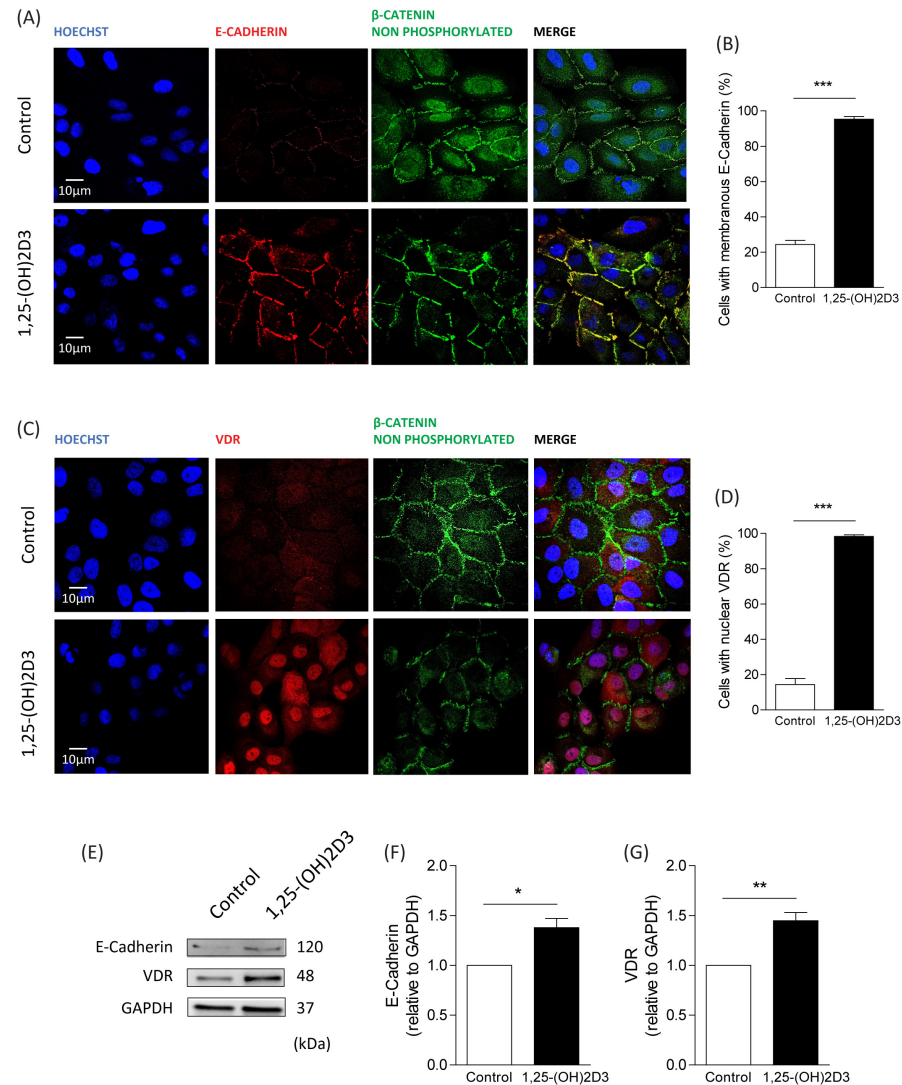 (A)
β-CATENIN
HOECHST E-CADHERIN NON PHOSPHORYLATED MERGE
Control
10μm
1,25-(OH)2D3
10μm
(B)
Cells with membranous E-Cadherin (%)
***
100
80
60
40
20
0
Control 1,25-(OH)2D3
(C)
β-CATENIN
HOECHST VDR NON PHOSPHORYLATED MERGE
Control
10μm
1,25-(OH)2D3
10μm
(D)
Cells with nuclear VDR (%)
***
100
80
60
40
20
0
Control 1,25-(OH)2D3
(E)
Control 1,25-(OH)2D3
E-Cadherin 120
VDR 48
GAPDH 37
(kDa)
(F)
E-Cadherin
(relative to GAPDH)
*
2.0
1.5
1.0
0.5
0.0
Control 1,25-(OH)2D3
(G)
VDR
(relative to GAPDH)
**
2.0
1.5
1.0
0.5
0.0
Control 1,25-(OH)2D3